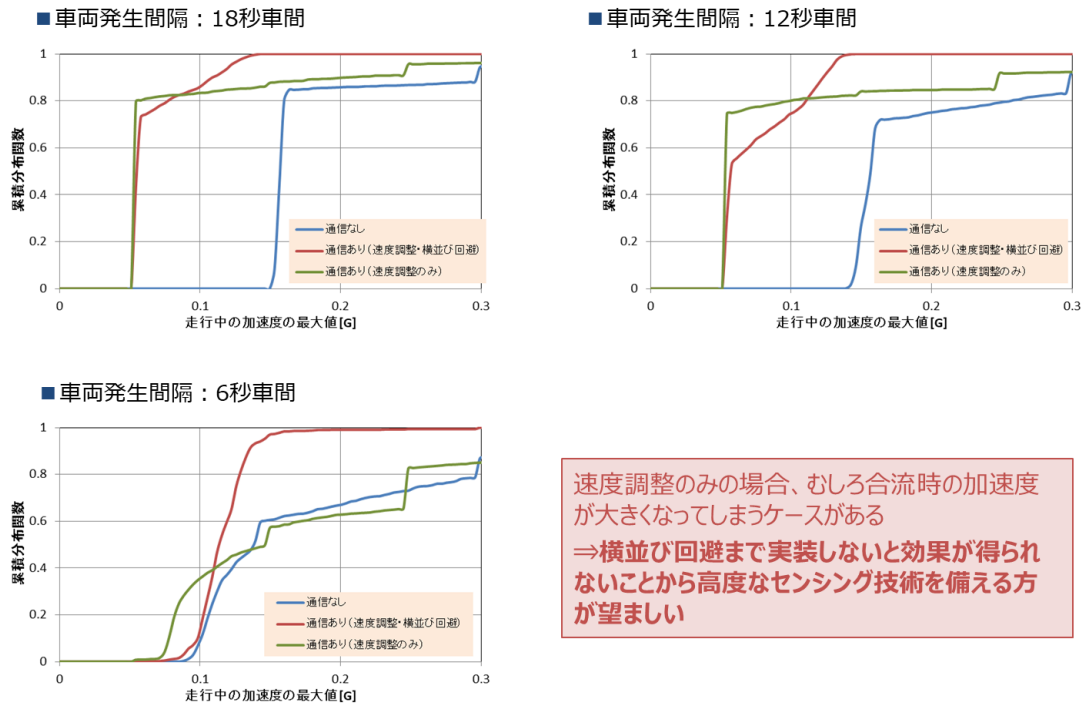 ■車両発生間隔：18秒車間
1
0.8
0.6
0.4
0.2
0
累積分布関数
通信なし
通信あり（速度調整・横並び回避）
通信あり（速度調整のみ）
0 0.1 0.2 0.3
走行中の加速度の最大値[G]
■車両発生間隔：12秒車間
1
0.8
0.6
0.4
0.2
0
累積分布関数
通信なし
通信あり（速度調整・横並び回避）
通信あり（速度調整のみ）
0 0.1 0.2 0.3
走行中の加速度の最大値[G]
■車両発生間隔：6秒車間
1
0.8
0.6
0.4
0.2
0
累積分布関数
通信なし
通信あり（速度調整・横並び回避）
通信あり（速度調整のみ）
0 0.1 0.2 0.3
走行中の加速度の最大値[G]
速度調整のみの場合、むしろ合流時の加速度
が大きくなってしまうケースがある
⇒横並び回避まで実装しないと効果が得られ
ないことから高度なセンシング技術を備える方
が望ましい